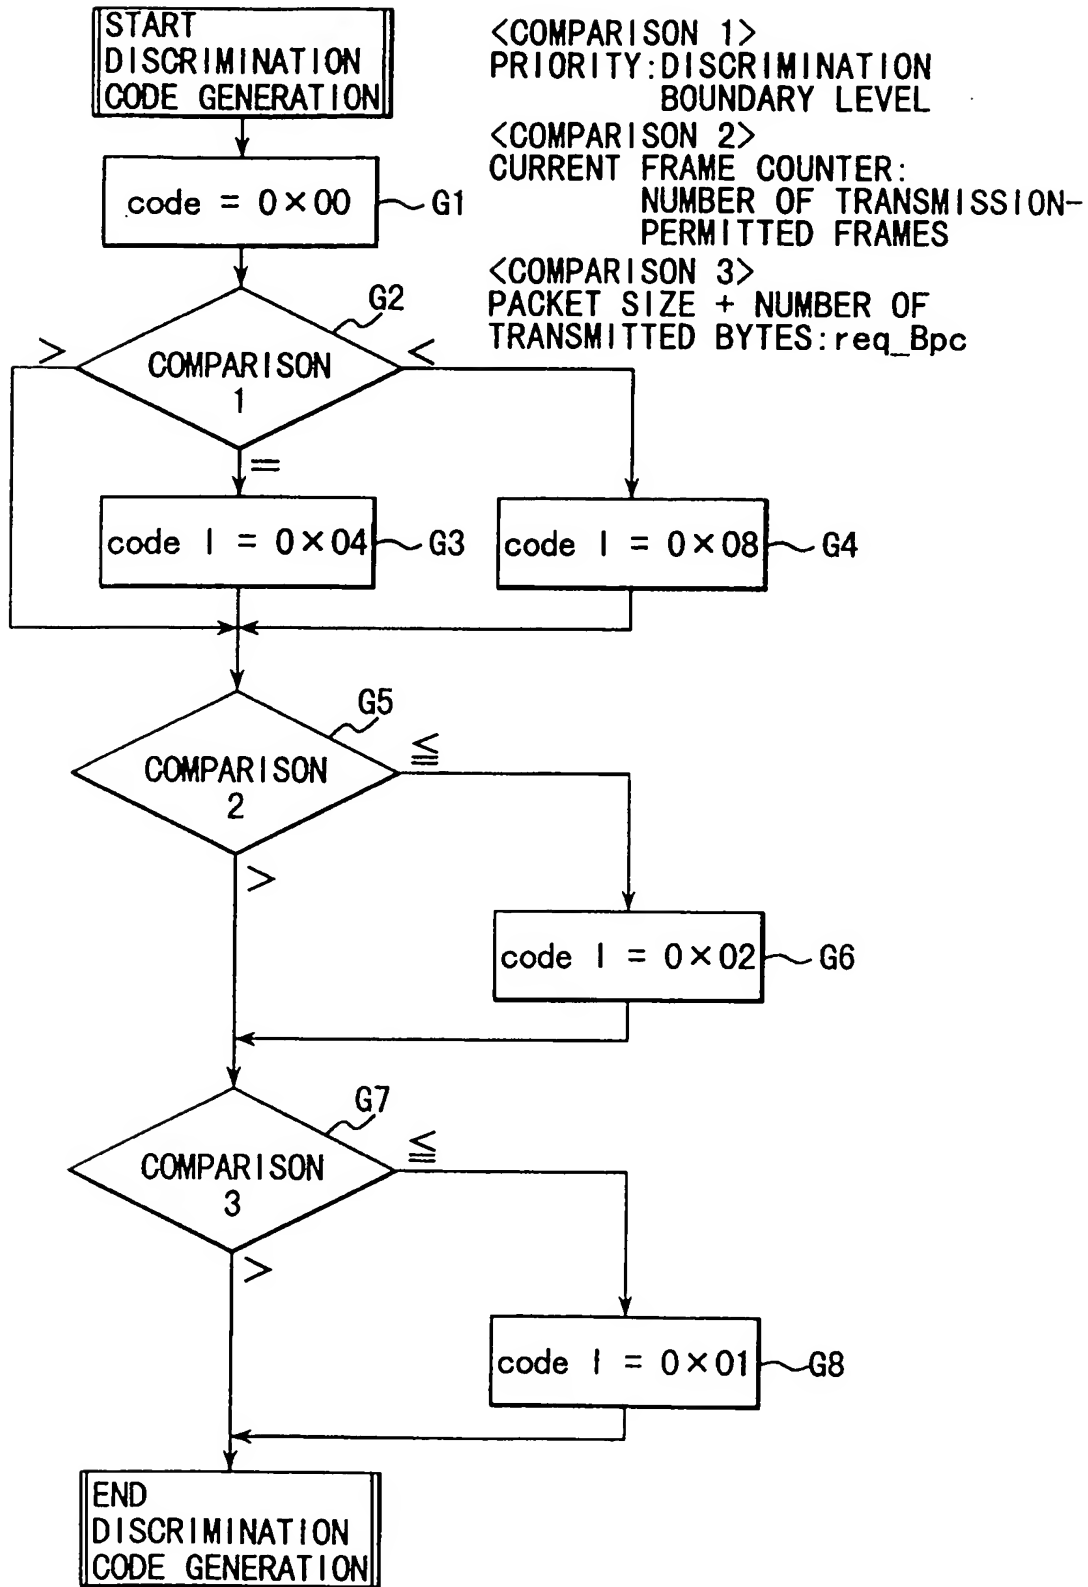 START
DISCRIMINATION
CODE GENERATION
<COMPARISON 1>
PRIORITY:DISCRIMINATION
BOUNDARY LEVEL
<COMPARISON 2>
CURRENT FRAME COUNTER:
NUMBER OF TRANSMISSION-
PERMITTED FRAMES
<COMPARISON 3>
PACKET SIZE + NUMBER OF
TRANSMITTED BYTES:req_Bpc
code = 0×00
G1
G2
>
COMPARISON
1
<
=
code | = 0×04
G3
code | = 0×08
G4
G5
COMPARISON
2
≦
>
code | = 0×02
G6
G7
COMPARISON
3
≦
>
code | = 0×01
G8
END
DISCRIMINATION
CODE GENERATION